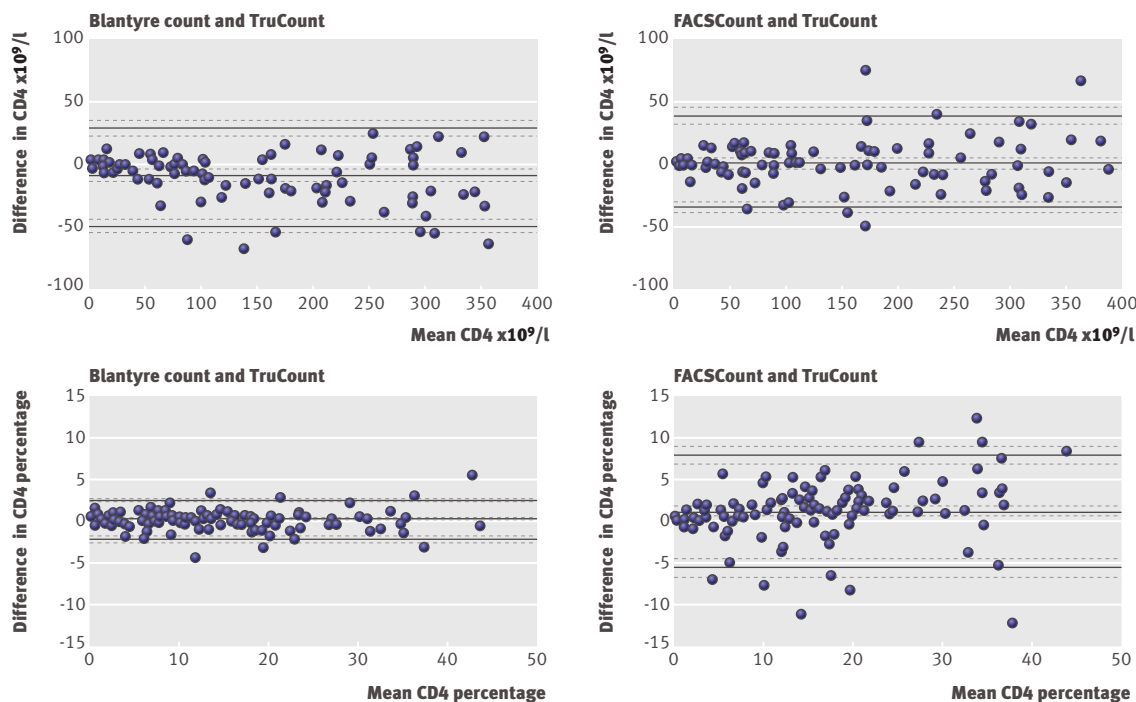 Blantyre count and TruCount
Difference in CD4 x10⁹/l
100
50
0
-50
-100
0 50 100 150 200 250 300 350 400
Mean CD4 x10⁹/l
FACSCount and TruCount
Difference in CD4 x10⁹/l
100
50
0
-50
-100
0 50 100 150 200 250 300 350 400
Mean CD4 x10⁹/l
Blantyre count and TruCount
Difference in CD4 percentage
15
10
5
0
-5
-10
-15
0 10 20 30 40 50
Mean CD4 percentage
FACSCount and TruCount
Difference in CD4 percentage
15
10
5
0
-5
-10
-15
0 10 20 30 40 50
Mean CD4 percentage